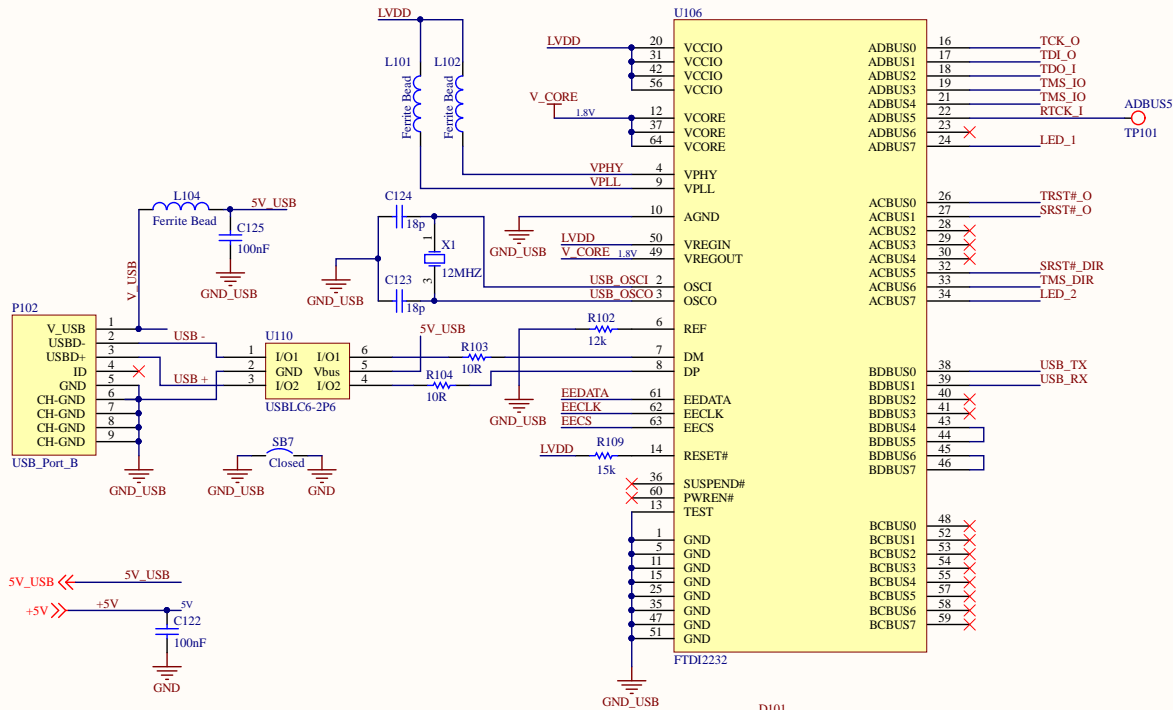 LVDD
L101
L102
Ferrite Bead
Ferrite Bead
VPHY
VPLL
L104
Ferrite Bead
5V_USB
C125
100nF
GND_USB
V_USB
C124
18p
X1
1
3
12MHZ
C123
18p
GND_USB
GND_USB
LVDD
V_CORE
1.8V
LVDD
V_CORE 1.8V
USB_OSCI
USB_OSCO
R102
12k
GND_USB
P102
V_USB 1
USBD- 2
USBD+ 3
ID 4
GND 5
CH-GND 6
CH-GND 7
CH-GND 8
CH-GND 9
USB_Port_B
GND_USB
USB -
USB +
U110
1 I/O1 I/O1 6
2 GND Vbus 5
3 I/O2 I/O2 4
USBLC6-2P6
5V_USB
R103
10R
R104
10R
SB7
Closed
GND_USB
GND
EEDATA
EECLK
EECS
LVDD
R109
15k
5V_USB
5V_USB
+5V
+5V
5V
C122
100nF
GND
U106
20 VCCIO
31 VCCIO
42 VCCIO
56 VCCIO
12 VCORE
37 VCORE
64 VCORE
4 VPHY
9 VPLL
10 AGND
50 VREGIN
49 VREGOUT
2 OSCI
3 OSCO
6 REF
7 DM
8 DP
61 EEDATA
62 EECLK
63 EECS
14 RESET#
36 SUSPEND#
60 PWREN#
13 TEST
1 GND
5 GND
11 GND
15 GND
25 GND
35 GND
47 GND
51 GND
GND_USB
FTDI2232
ADBUS0 16 TCK_O
ADBUS1 17 TDI_O
ADBUS2 18 TDO_I
ADBUS3 19 TMS_IO
ADBUS4 21 TMS_IO
ADBUS5 22 RTCK_I
ADBUS6 23
ADBUS7 24 LED_1
ADBUS5
TP101
ACBUS0 26 TRST#_O
ACBUS1 27 SRST#_O
ACBUS2 28
ACBUS3 29
ACBUS4 30
ACBUS5 32 SRST#_DIR
ACBUS6 33 TMS_DIR
ACBUS7 34 LED_2
BDBUS0 38 USB_TX
BDBUS1 39 USB_RX
BDBUS2 40
BDBUS3 41
BDBUS4 43
BDBUS5 44
BDBUS6 45
BDBUS7 46
BCBUS0 48
BCBUS1 52
BCBUS2 53
BCBUS3 54
BCBUS4 55
BCBUS5 57
BCBUS6 58
BCBUS7 59
D101